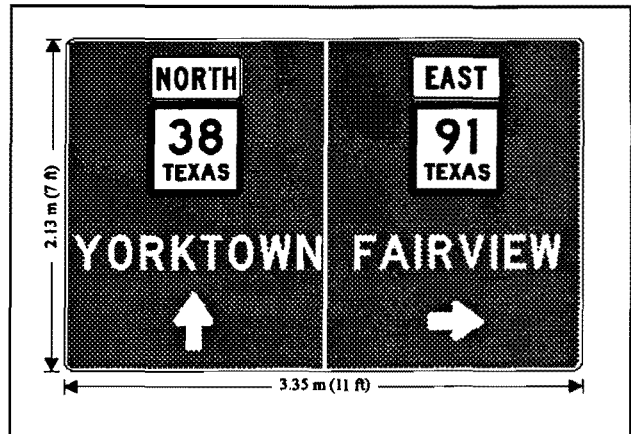 NORTH
38
TEXAS
YORKTOWN
EAST
91
TEXAS
FAIRVIEW
2.13 m (7 ft)
3.35 m (11 ft)